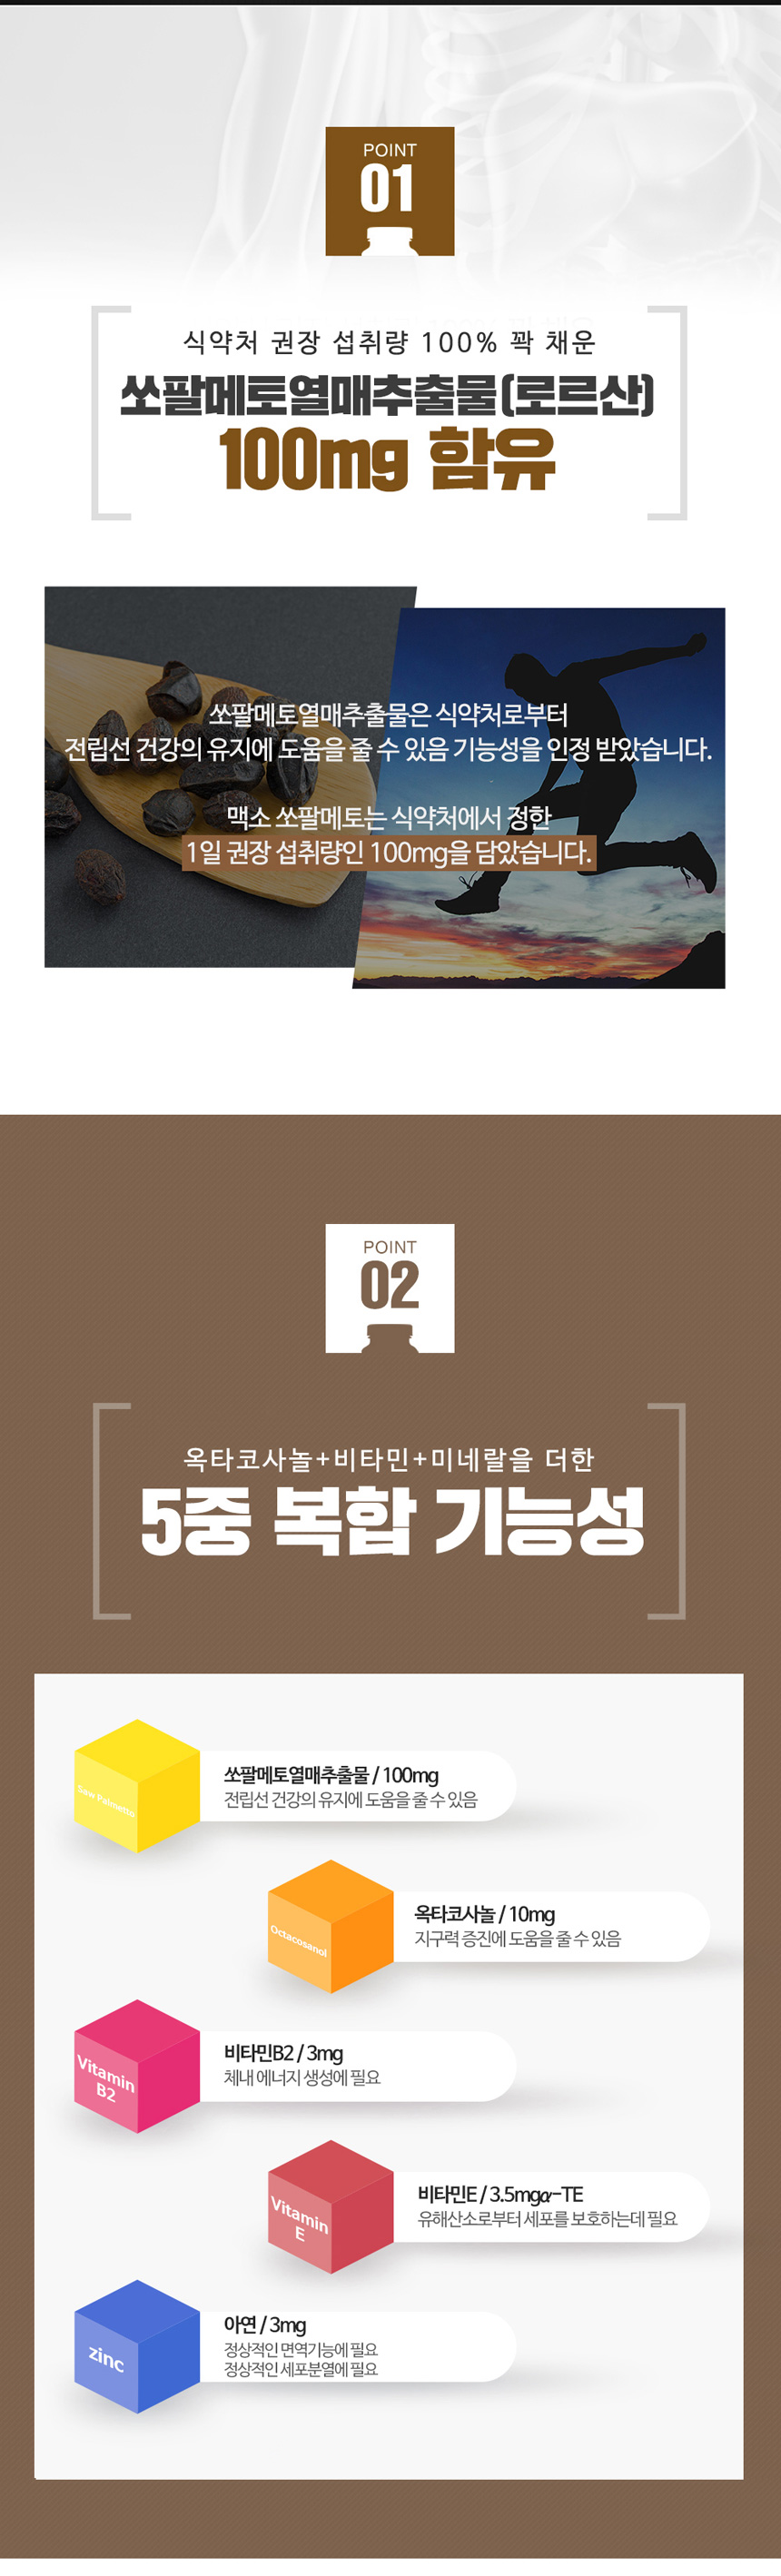 POINT
01
식약처 권장 섭취량 100% 꽉 채운
쏘팔메토열매추출물(로르산)
100mg 함유
쏘팔메토열매추출물은 식약처로부터
전립선 건강의 유지에 도움을 줄 수 있음 기능성을 인정 받았습니다.
맥소 쏘팔메토는 식약처에서 정한
1일 권장 섭취량인 100mg을 담았습니다.
POINT
02
옥타코사놀+비타민+미네랄을 더한
5중 복합 기능성
Saw Palmetto
쏘팔메토열매추출물 / 100mg
전립선 건강의 유지에 도움을 줄 수 있음
Octacosanol
옥타코사놀 / 10mg
지구력 증진에 도움을 줄 수 있음
Vitamin
B2
비타민B2 / 3mg
체내 에너지 생성에 필요
Vitamin
E
비타민E / 3.5mgα-TE
유해산소로부터 세포를 보호하는데 필요
zinc
아연 / 3mg
정상적인 면역기능에 필요
정상적인 세포분열에 필요